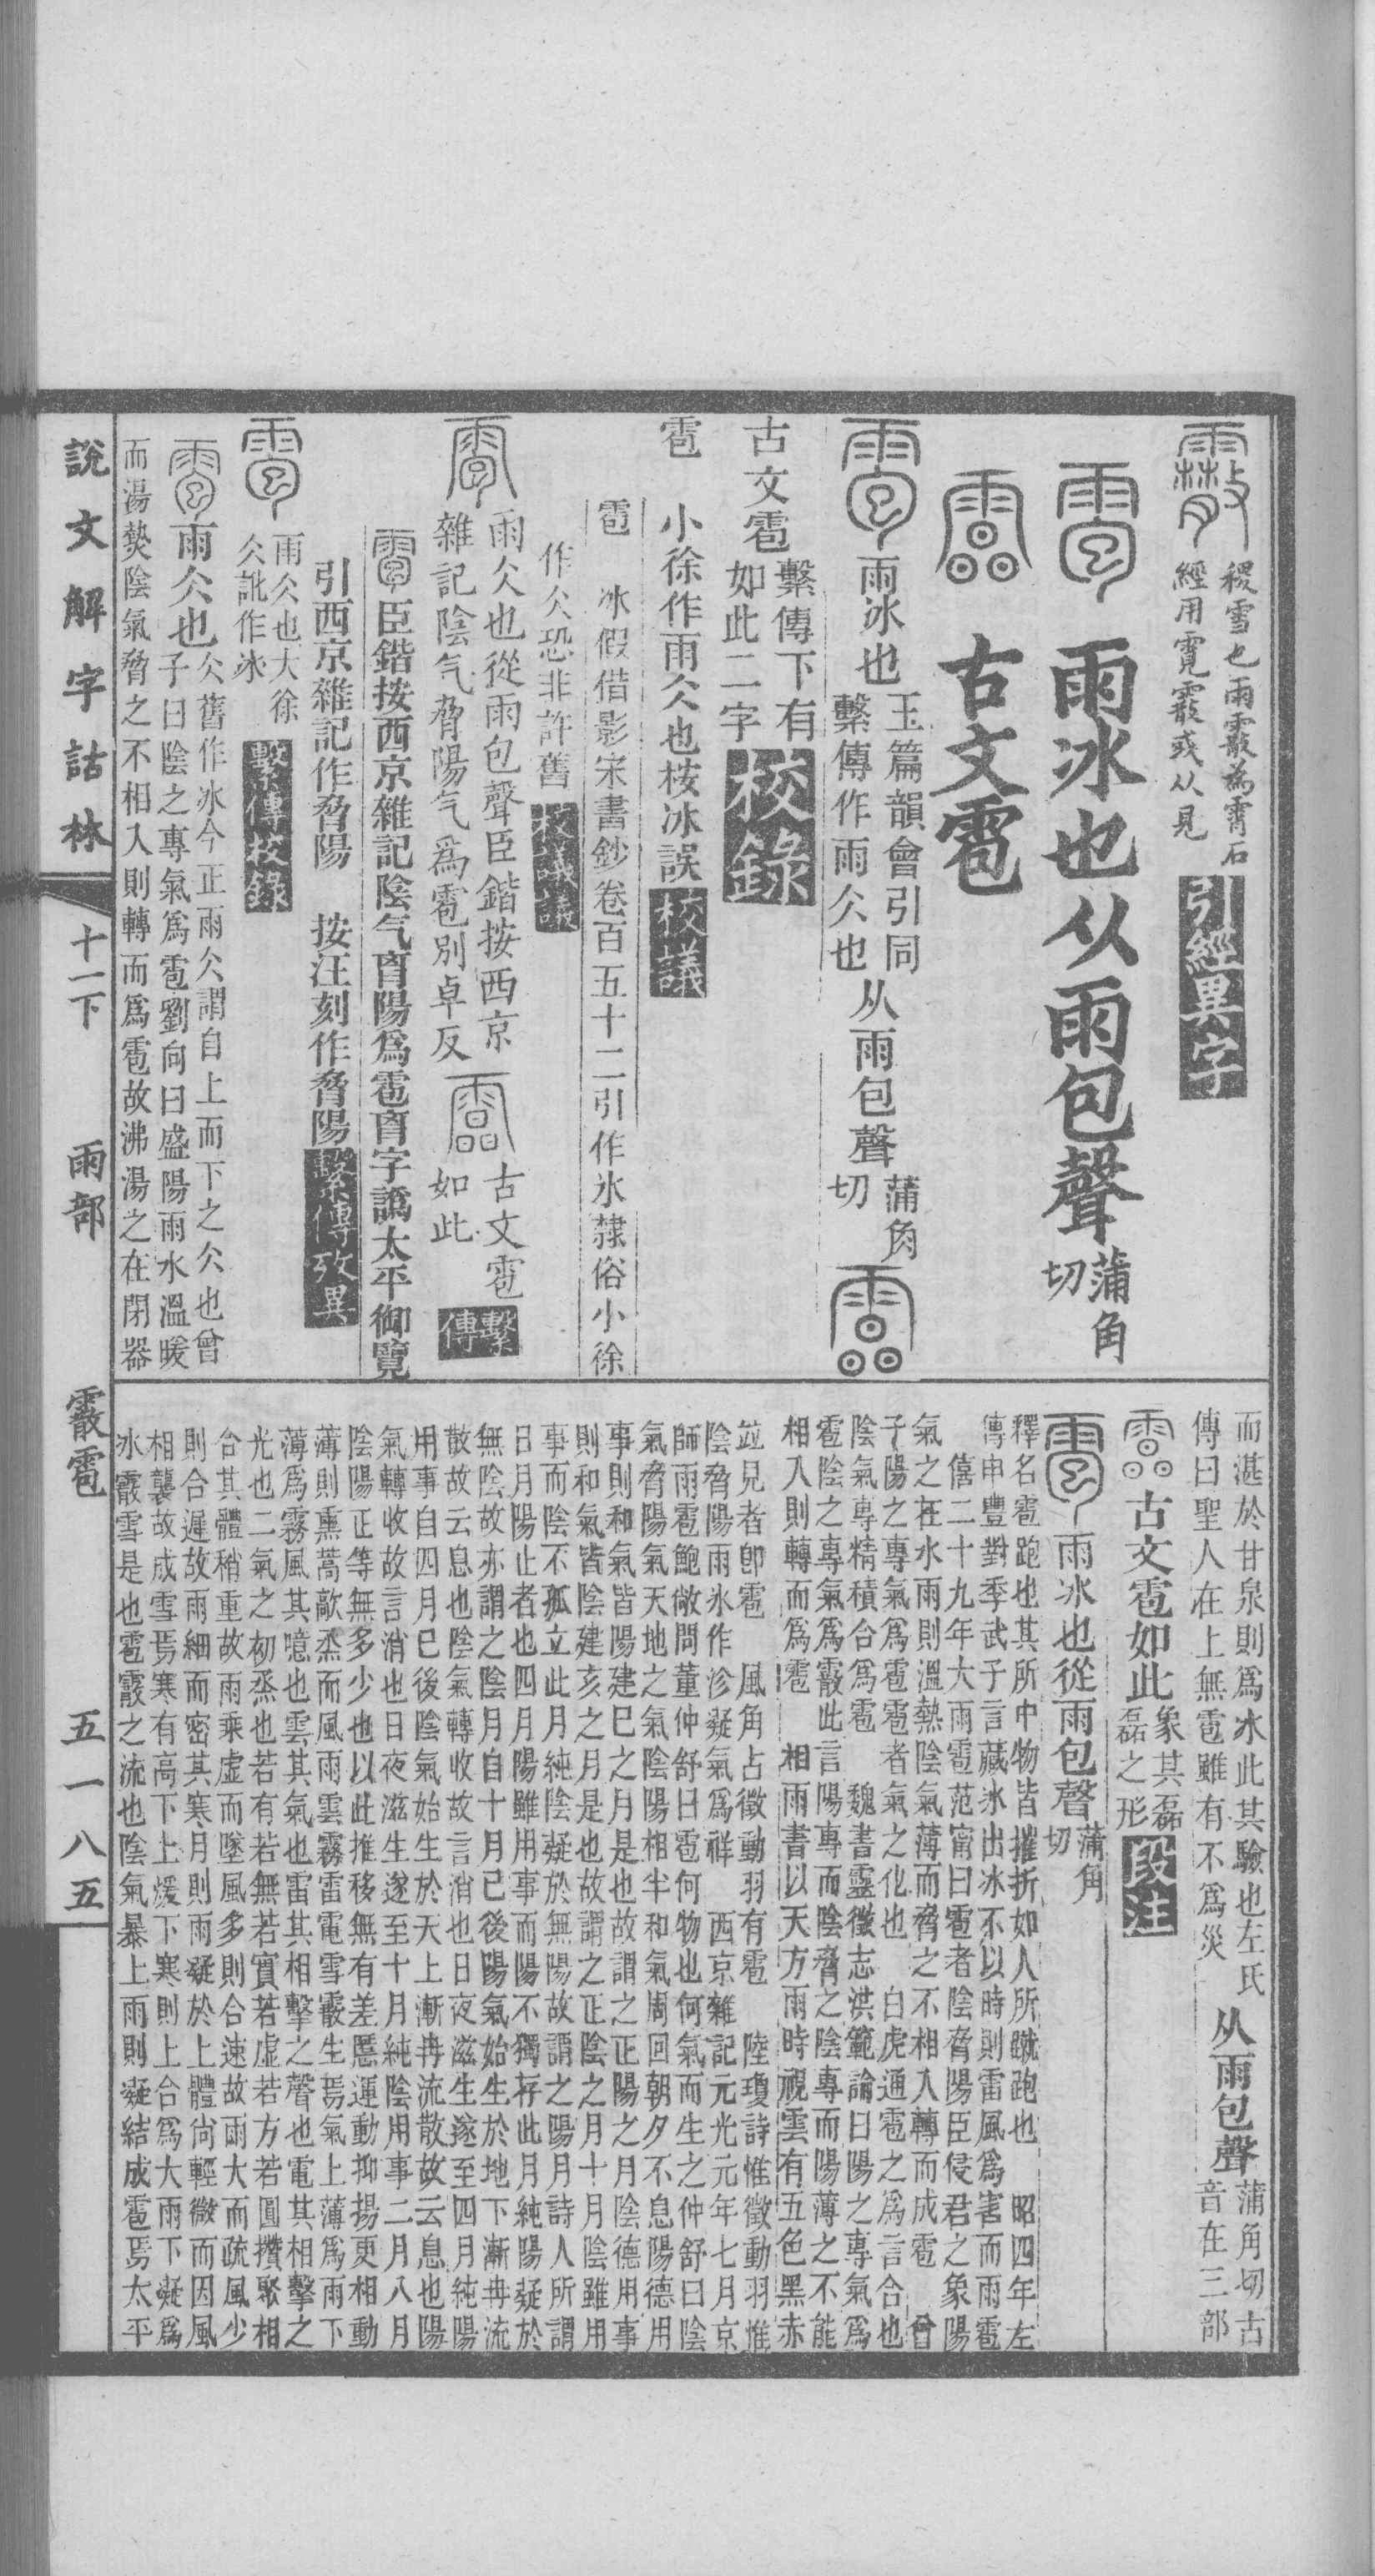 霰 稷雪也雨霰爲霄石
經用霓霰或从見 引經異字
雹 雨冰也从雨包聲 蒲角
切
古文雹
雹 雨冰也 玉篇韻會引同
繫傳作雨仌也 从雨包聲 蒲角
切
古文雹 繫傳下有
如此二字 校錄
雹 小徐作雨仌也桉冰誤 校議
雹 冰假借影宋書鈔卷百五十二引作氷隸俗小徐
作仌恐非許舊 校議議
雹 雨仌也從雨包聲臣鍇按西京
雜記陰气脅陽气爲雹別卓反 古文雹
如此 繫
傳
雹 臣鍇按西京雜記陰气脅陽爲雹脅字譌太平御覽
引西京雜記作脅陽 按汪刻作脅陽 繫傳攷異
雹 雨仌也大徐
仌訛作冰 繫傳校錄
雹 雨仌也 仌舊作冰今正雨仌謂自上而下之仌也曾
子曰陰之專氣爲雹劉向曰盛陽雨水溫暖
而湯熱陰氣脅之不相入則轉而爲雹故沸湯之在閉器
而湛於甘泉則爲冰此其驗也左氏
傳曰聖人在上無雹雖有不爲災 从雨包聲 蒲角切古
音在三部
古文雹如此 象其磊
磊之形 段注
雹 雨冰也從雨包聲 蒲角
切
釋名雹跑也其所中物皆摧折如人所蹴跑也 昭四年左
傳申豐對季武子言藏冰出冰不以時則雷風爲害而雨雹
僖二十九年大雨雹范甯曰雹者陰脅陽臣侵君之象陽
氣之在水雨則溫熱陰氣薄而脅之不相入轉而成雹 曾
子陽之專氣爲雹雹者氣之化也 白虎通雹之爲言合也
陰氣專精積合爲雹 魏書靈徵志洪範論曰陽之專氣爲
雹陰之專氣爲霰此言陽專而陰脅之陰專而陽薄之不能
相入則轉而爲雹 相雨書以天方雨時視雲有五色黑赤
竝見者卽雹 風角占徵動羽有雹 陸瓊詩惟徵動羽惟
陰脅陽雨氷作沴凝氣爲祥 西京雜記元光元年七月京
師雨雹鮑敞問董仲舒曰雹何物也何氣而生之仲舒曰陰
氣脅陽氣天地之氣陰陽相半和氣周回朝夕不息陽德用
事則和氣皆陽建巳之月是也故謂之正陽之月陰德用事
則和氣皆陰建亥之月是也故謂之正陰之月十月陰雖用
事而陰不孤立此月純陰疑於無陽故謂之陽月詩人所謂
日月陽止者也四月陽雖用事而陽不獨存此月純陽疑於
無陰故亦謂之陰月自十月已後陽氣始生於地下漸冉流
散故云息也陰氣轉收故言消也日夜滋生遂至四月純陽
用事自四月已後陰氣始生於天上漸冉流散故云息也陽
氣轉收故言消也日夜滋生遂至十月純陰用事二月八月
陰陽正等無多少也以此推移無有差慝運動抑揚更相動
薄則熏蒿歊烝而風雨雲霧雷電雪霰生焉氣上薄爲雨下
薄爲霧風其噫也雲其氣也雷其相擊之聲也電其相擊之
光也二氣之初烝也若有若無若實若虛若方若圓攢聚相
合其體稍重故雨乘虛而墜風多則合速故雨大而疏風少
則合遲故雨細而密其寒月則雨凝於上體尙輕微而因風
相襲故成雪焉寒有高下上煖下寒則上合爲大雨下凝爲
冰霰雪是也雹霰之流也陰氣暴上雨則凝結成雹焉太平
說文解字詁林 十一下 雨部 霰雹 五一八五